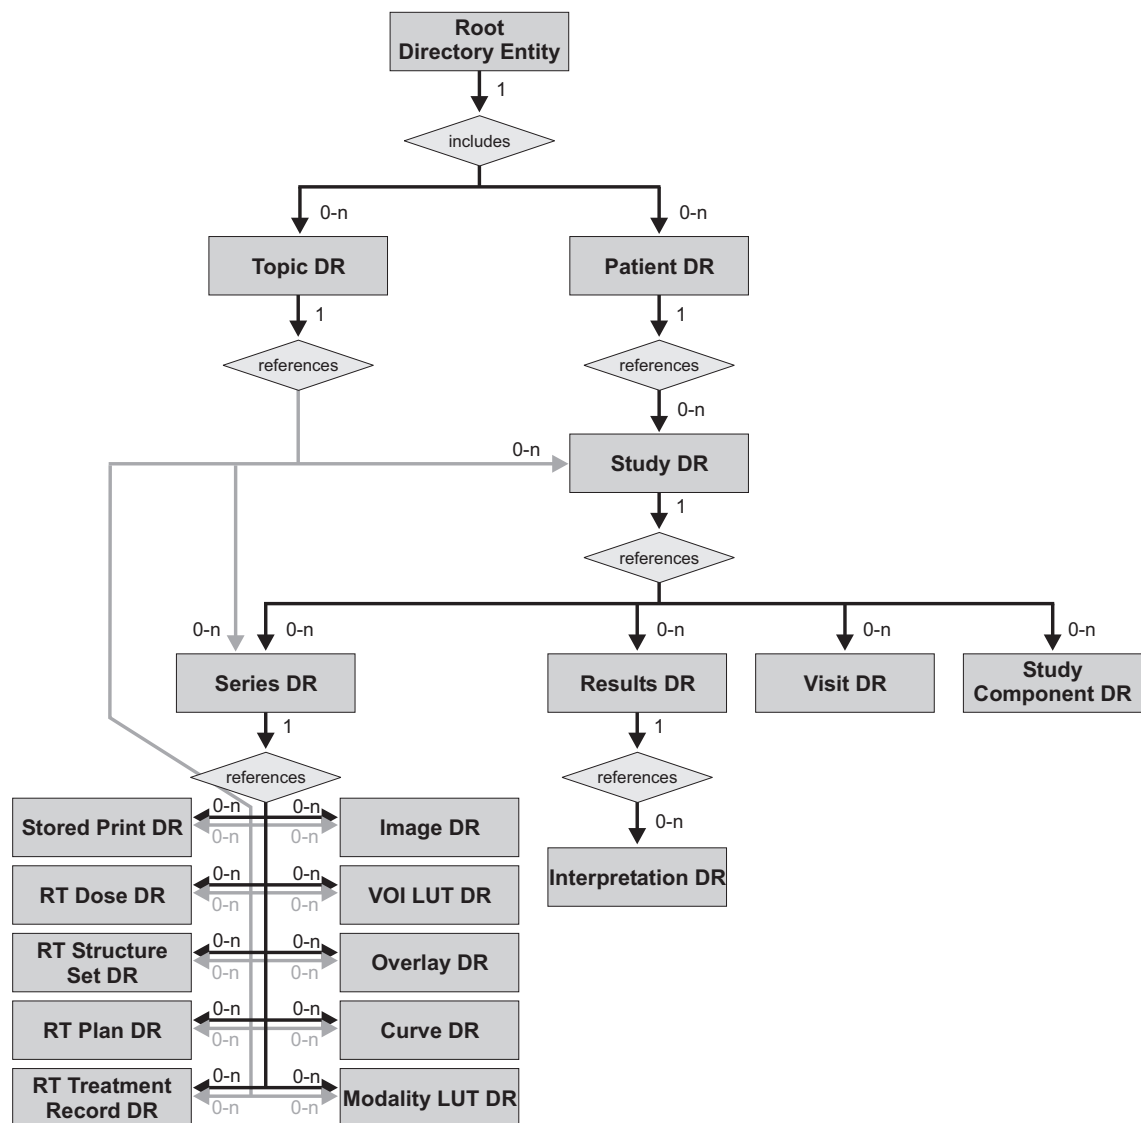 Root
Directory Entity
1
includes
0-n
0-n
Topic DR
Patient DR
1
1
references
references
0-n
0-n
Study DR
1
references
0-n
0-n
0-n
0-n
0-n
Series DR
Results DR
Visit DR
Study
Component DR
1
1
references
references
0-n
0-n
0-n
Stored Print DR
Image DR
0-n
0-n
Interpretation DR
0-n
0-n
RT Dose DR
VOI LUT DR
0-n
0-n
0-n
0-n
RT Structure
Set DR
Overlay DR
0-n
0-n
0-n
0-n
RT Plan DR
Curve DR
0-n
0-n
0-n
0-n
RT Treatment
Record DR
Modality LUT DR
0-n
0-n